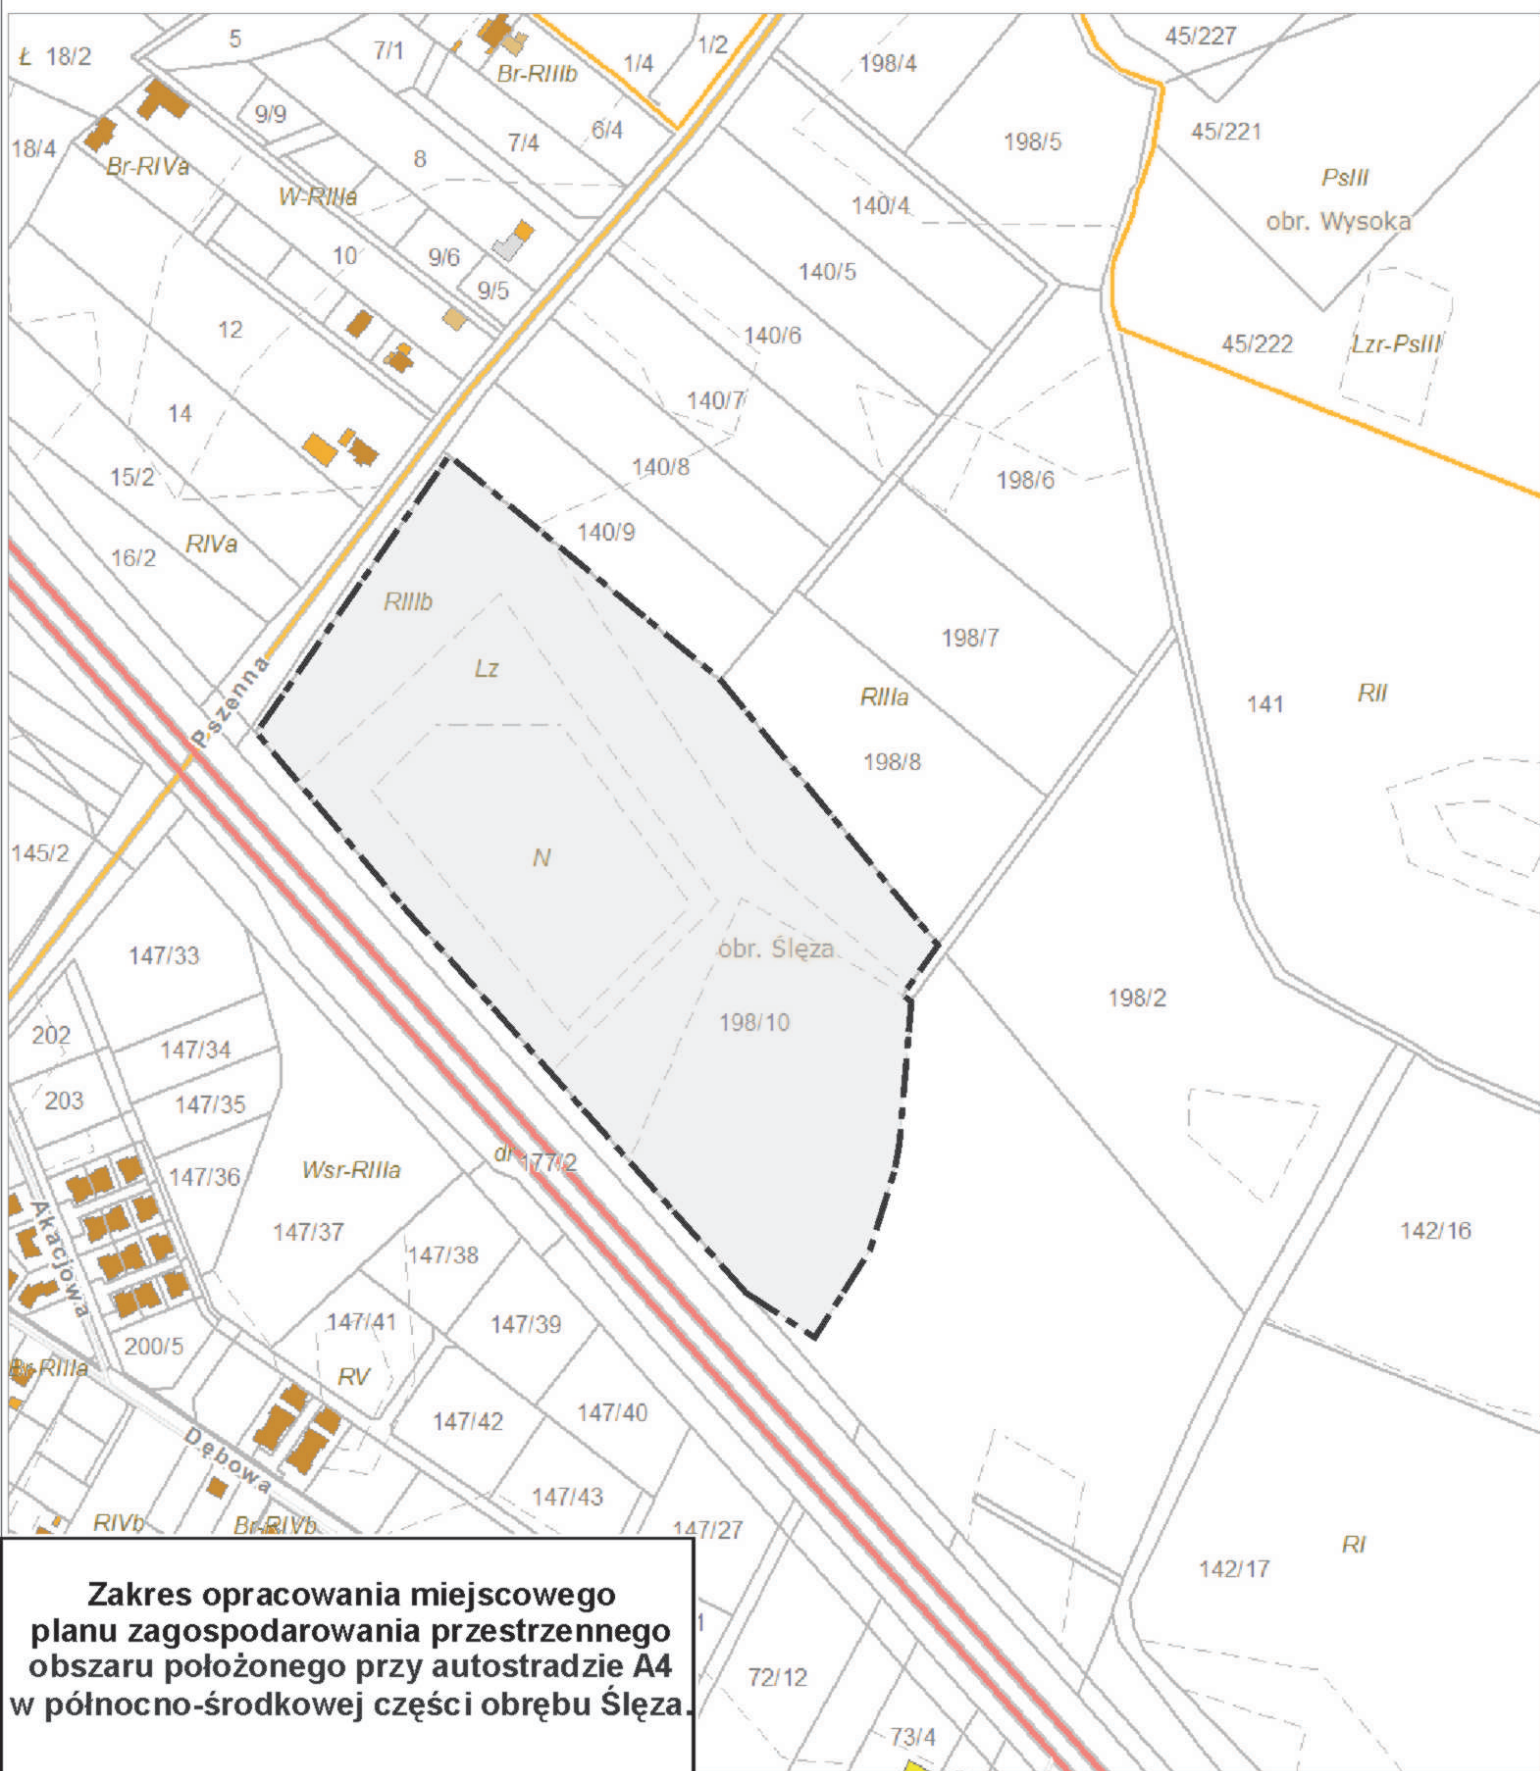 5
7/1
1/2
45/227
Ł 18/2
1/4
198/4
Br-RIIIb
9/9
6/4
45/221
7/4
198/5
18/4
8
Br-RIVa
PsIII
W-RIIIa
140/4
obr. Wysoka
10
9/6
140/5
9/5
12
140/6
45/222
Lzr-PsIII
140/7
14
140/8
15/2
198/6
140/9
RIVa
16/2
RIIIb
198/7
Lz
RIIIa
RII
141
Pszenna
198/8
145/2
N
obr. Ślęza
147/33
198/2
198/10
202
147/34
203
147/35
177/2
Wsr-RIIIa
147/36
147/37
142/16
Akacjowa
147/38
147/41
147/39
200/5
Br-RIIIa
RV
147/40
147/42
Dębowa
147/43
RIVb
Br-RIVb
147/27
RI
142/17
72/12
73/4
Zakres opracowania miejscowego
planu zagospodarowania przestrzennego
obszaru położonego przy autostradzie A4
w północno-środkowej części obrębu Ślęza.